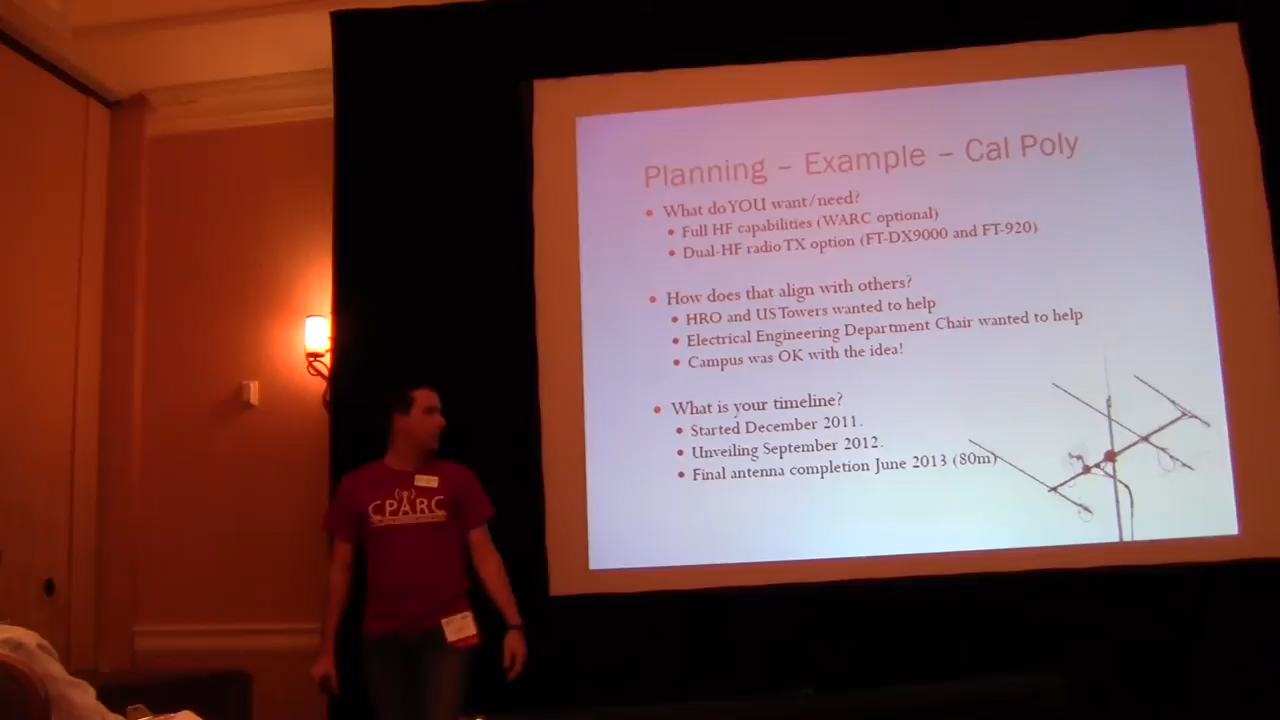 Planning – Example – Cal Poly
• What do YOU want/need?
• Full HF capabilities (WARC optional)
• Dual-HF radio TX option (FT-DX9000 and FT-920)
• How does that align with others?
• HRO and US Towers wanted to help
• Electrical Engineering Department Chair wanted to help
• Campus was OK with the idea!
• What is your timeline?
• Started December 2011.
• Unveiling September 2012.
• Final antenna completion June 2013 (80m)
CPARC